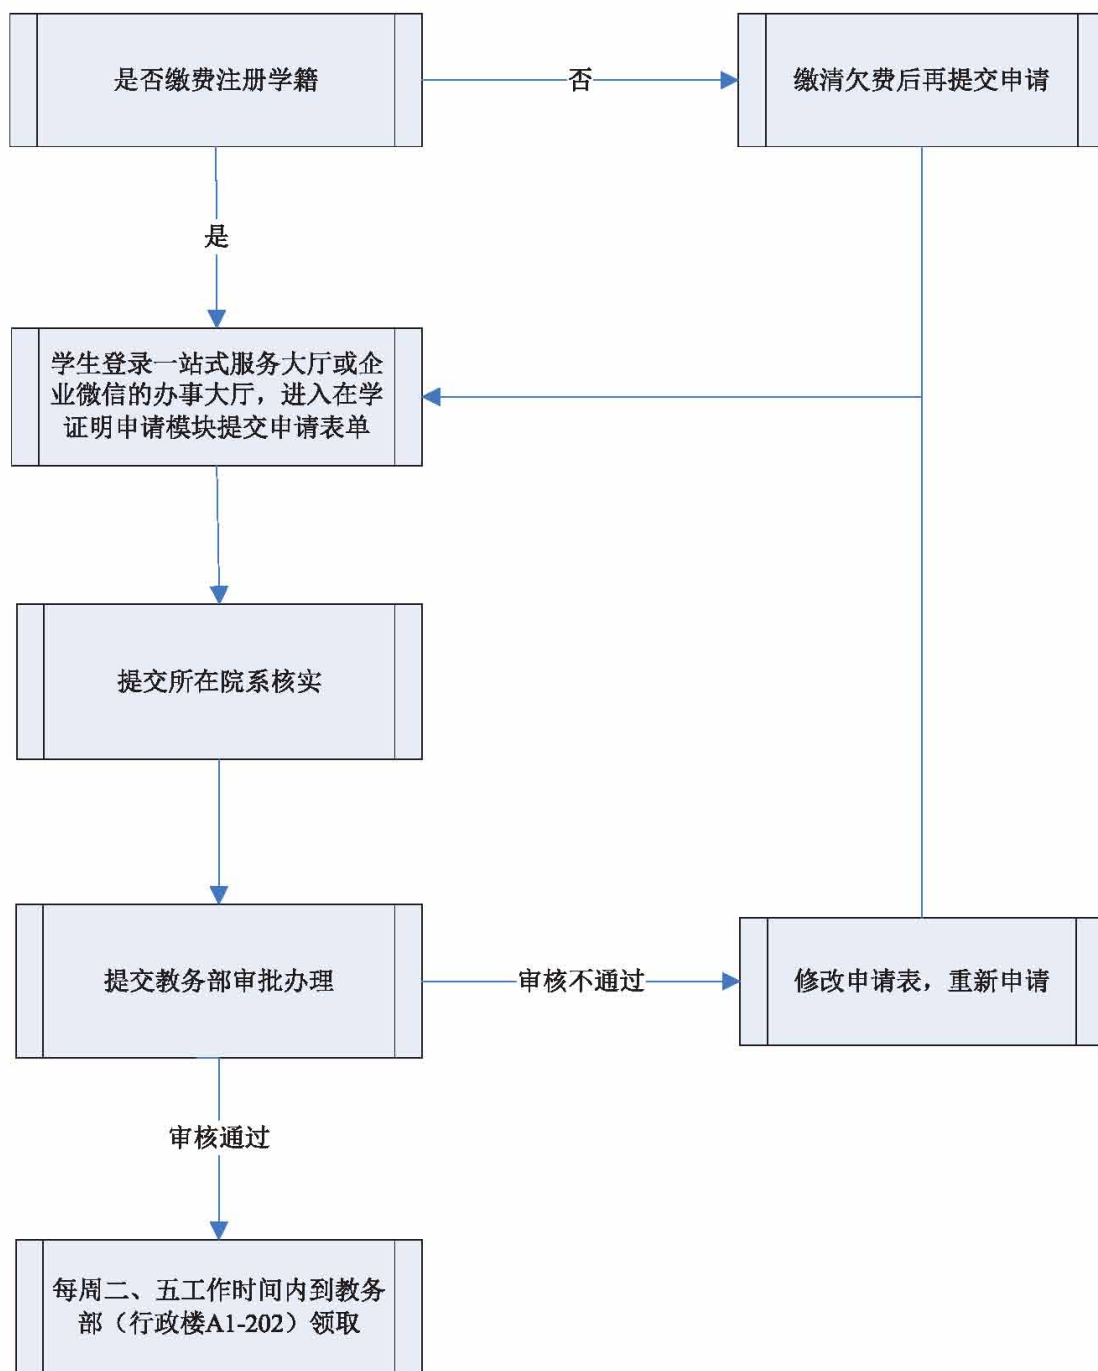 是否缴费注册学籍
否
缴清欠费后再提交申请
是
学生登录一站式服务大厅或企
业微信的办事大厅，进入在学
证明申请模块提交申请表单
提交所在院系核实
提交教务部审批办理
审核不通过
修改申请表，重新申请
审核通过
每周二、五工作时间内到教务
部（行政楼A1-202）领取